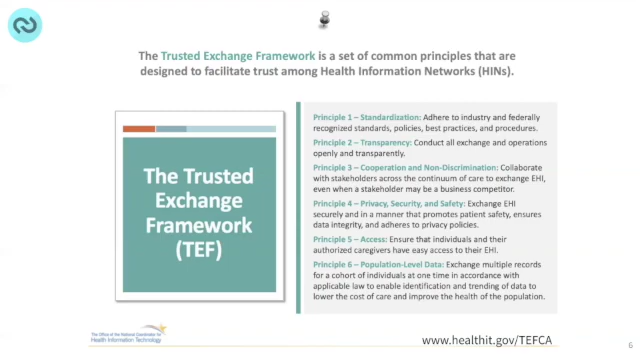 The Trusted Exchange Framework is a set of common principles that are
designed to facilitate trust among Health Information Networks (HINs).
The Trusted
Exchange
Framework
(TEF)
Principle 1 – Standardization: Adhere to industry and federally
recognized standards, policies, best practices, and procedures.
Principle 2 – Transparency: Conduct all exchange and operations
openly and transparently.
Principle 3 – Cooperation and Non-Discrimination: Collaborate
with stakeholders across the continuum of care to exchange EHI,
even when a stakeholder may be a business competitor.
Principle 4 – Privacy, Security, and Safety: Exchange EHI
securely and in a manner that promotes patient safety, ensures
data integrity, and adheres to privacy policies.
Principle 5 – Access: Ensure that individuals and their
authorized caregivers have easy access to their EHI.
Principle 6 – Population-Level Data: Exchange multiple records
for a cohort of individuals at one time in accordance with
applicable law to enable identification and trending of data to
lower the cost of care and improve the health of the population.
The Office of the National Coordinator for
Health Information Technology
www.healthit.gov/TEFCA
6